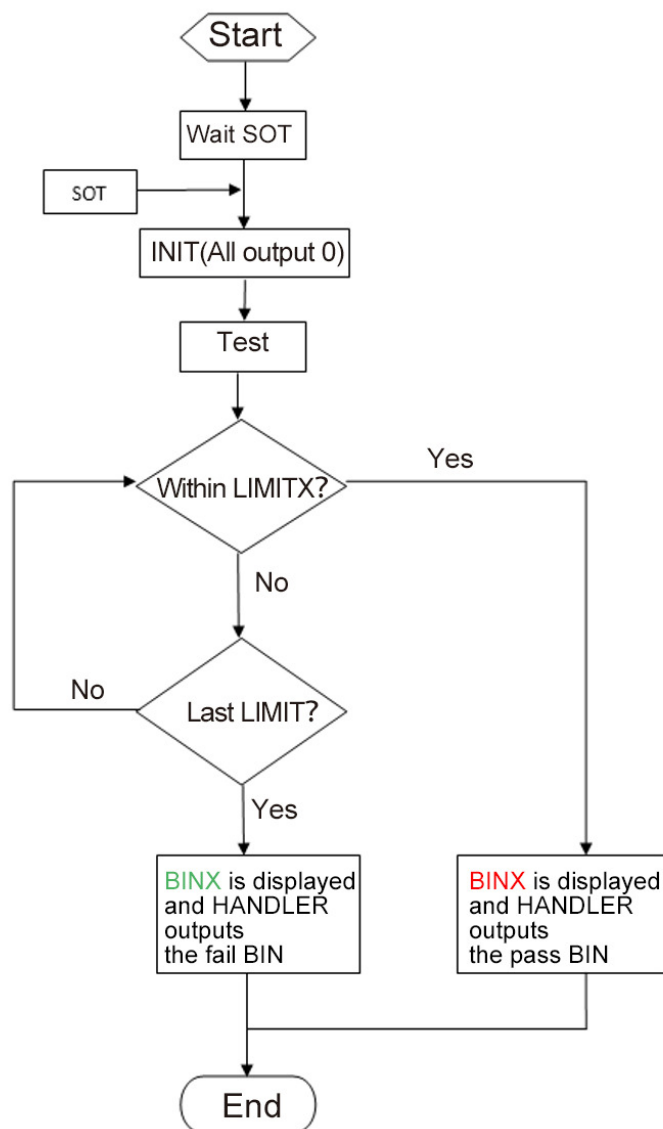 Start
Wait SOT
SOT
INIT(All output 0)
Test
Within LIMITX?
Yes
No
No
Last LIMIT?
Yes
BINX is displayed
and HANDLER
outputs
the fail BIN
BINX is displayed
and HANDLER
outputs
the pass BIN
End